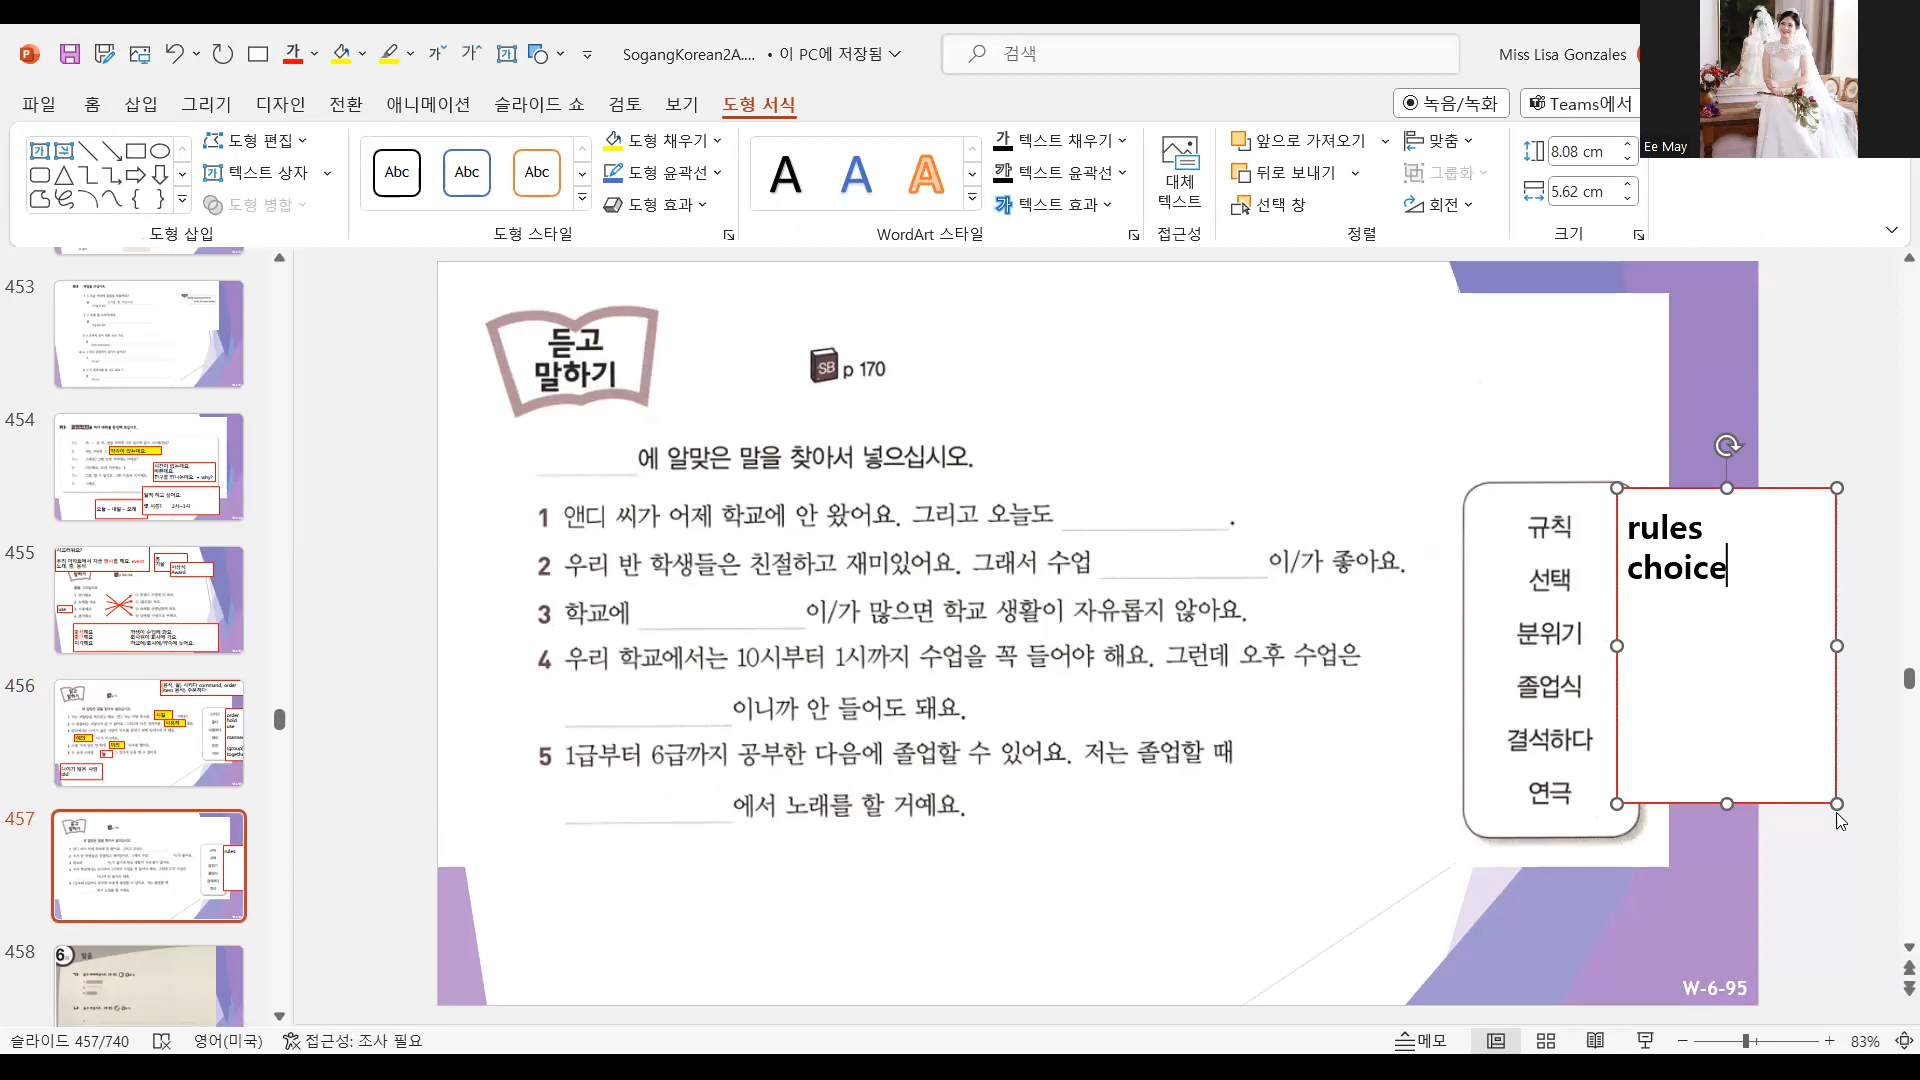 SogangKorean2A.... • 이 PC에 저장됨
검색
Miss Lisa Gonzales
파일 홈 삽입 그리기 디자인 전환 애니메이션 슬라이드 쇼 검토 보기 도형 서식
녹음/녹화
Teams에서
Ee May
도형 편집
텍스트 상자
도형 병합
도형 삽입
Abc Abc Abc
도형 채우기
도형 윤곽선
도형 효과
도형 스타일
A A A
텍스트 채우기
텍스트 윤곽선
텍스트 효과
WordArt 스타일
대체
텍스트
접근성
앞으로 가져오기
뒤로 보내기
선택 창
맞춤
그룹화
회전
정렬
8.08 cm
5.62 cm
크기
453
454
455
456
457
458
듣고
말하기
SB p 170
에 알맞은 말을 찾아서 넣으십시오.
1 앤디 씨가 어제 학교에 안 왔어요. 그리고 오늘도 .
2 우리 반 학생들은 친절하고 재미있어요. 그래서 수업 이/가 좋아요.
3 학교에 이/가 많으면 학교 생활이 자유롭지 않아요.
4 우리 학교에서는 10시부터 1시까지 수업을 꼭 들어야 해요. 그런데 오후 수업은
이니까 안 들어도 돼요.
5 1급부터 6급까지 공부한 다음에 졸업할 수 있어요. 저는 졸업할 때
에서 노래를 할 거예요.
규칙
선택
분위기
졸업식
결석하다
연극
rules
choice
W-6-95
슬라이드 457/740
영어(미국)
접근성: 조사 필요
메모
83%